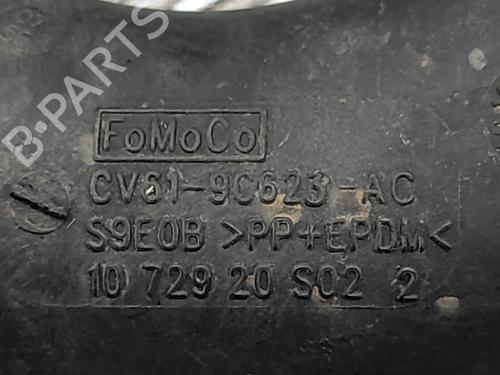 B-PARTS
FoMoCo
CV61-9C623-AC
S9E0B >PP+EPDM<
10 729 20 S02 2